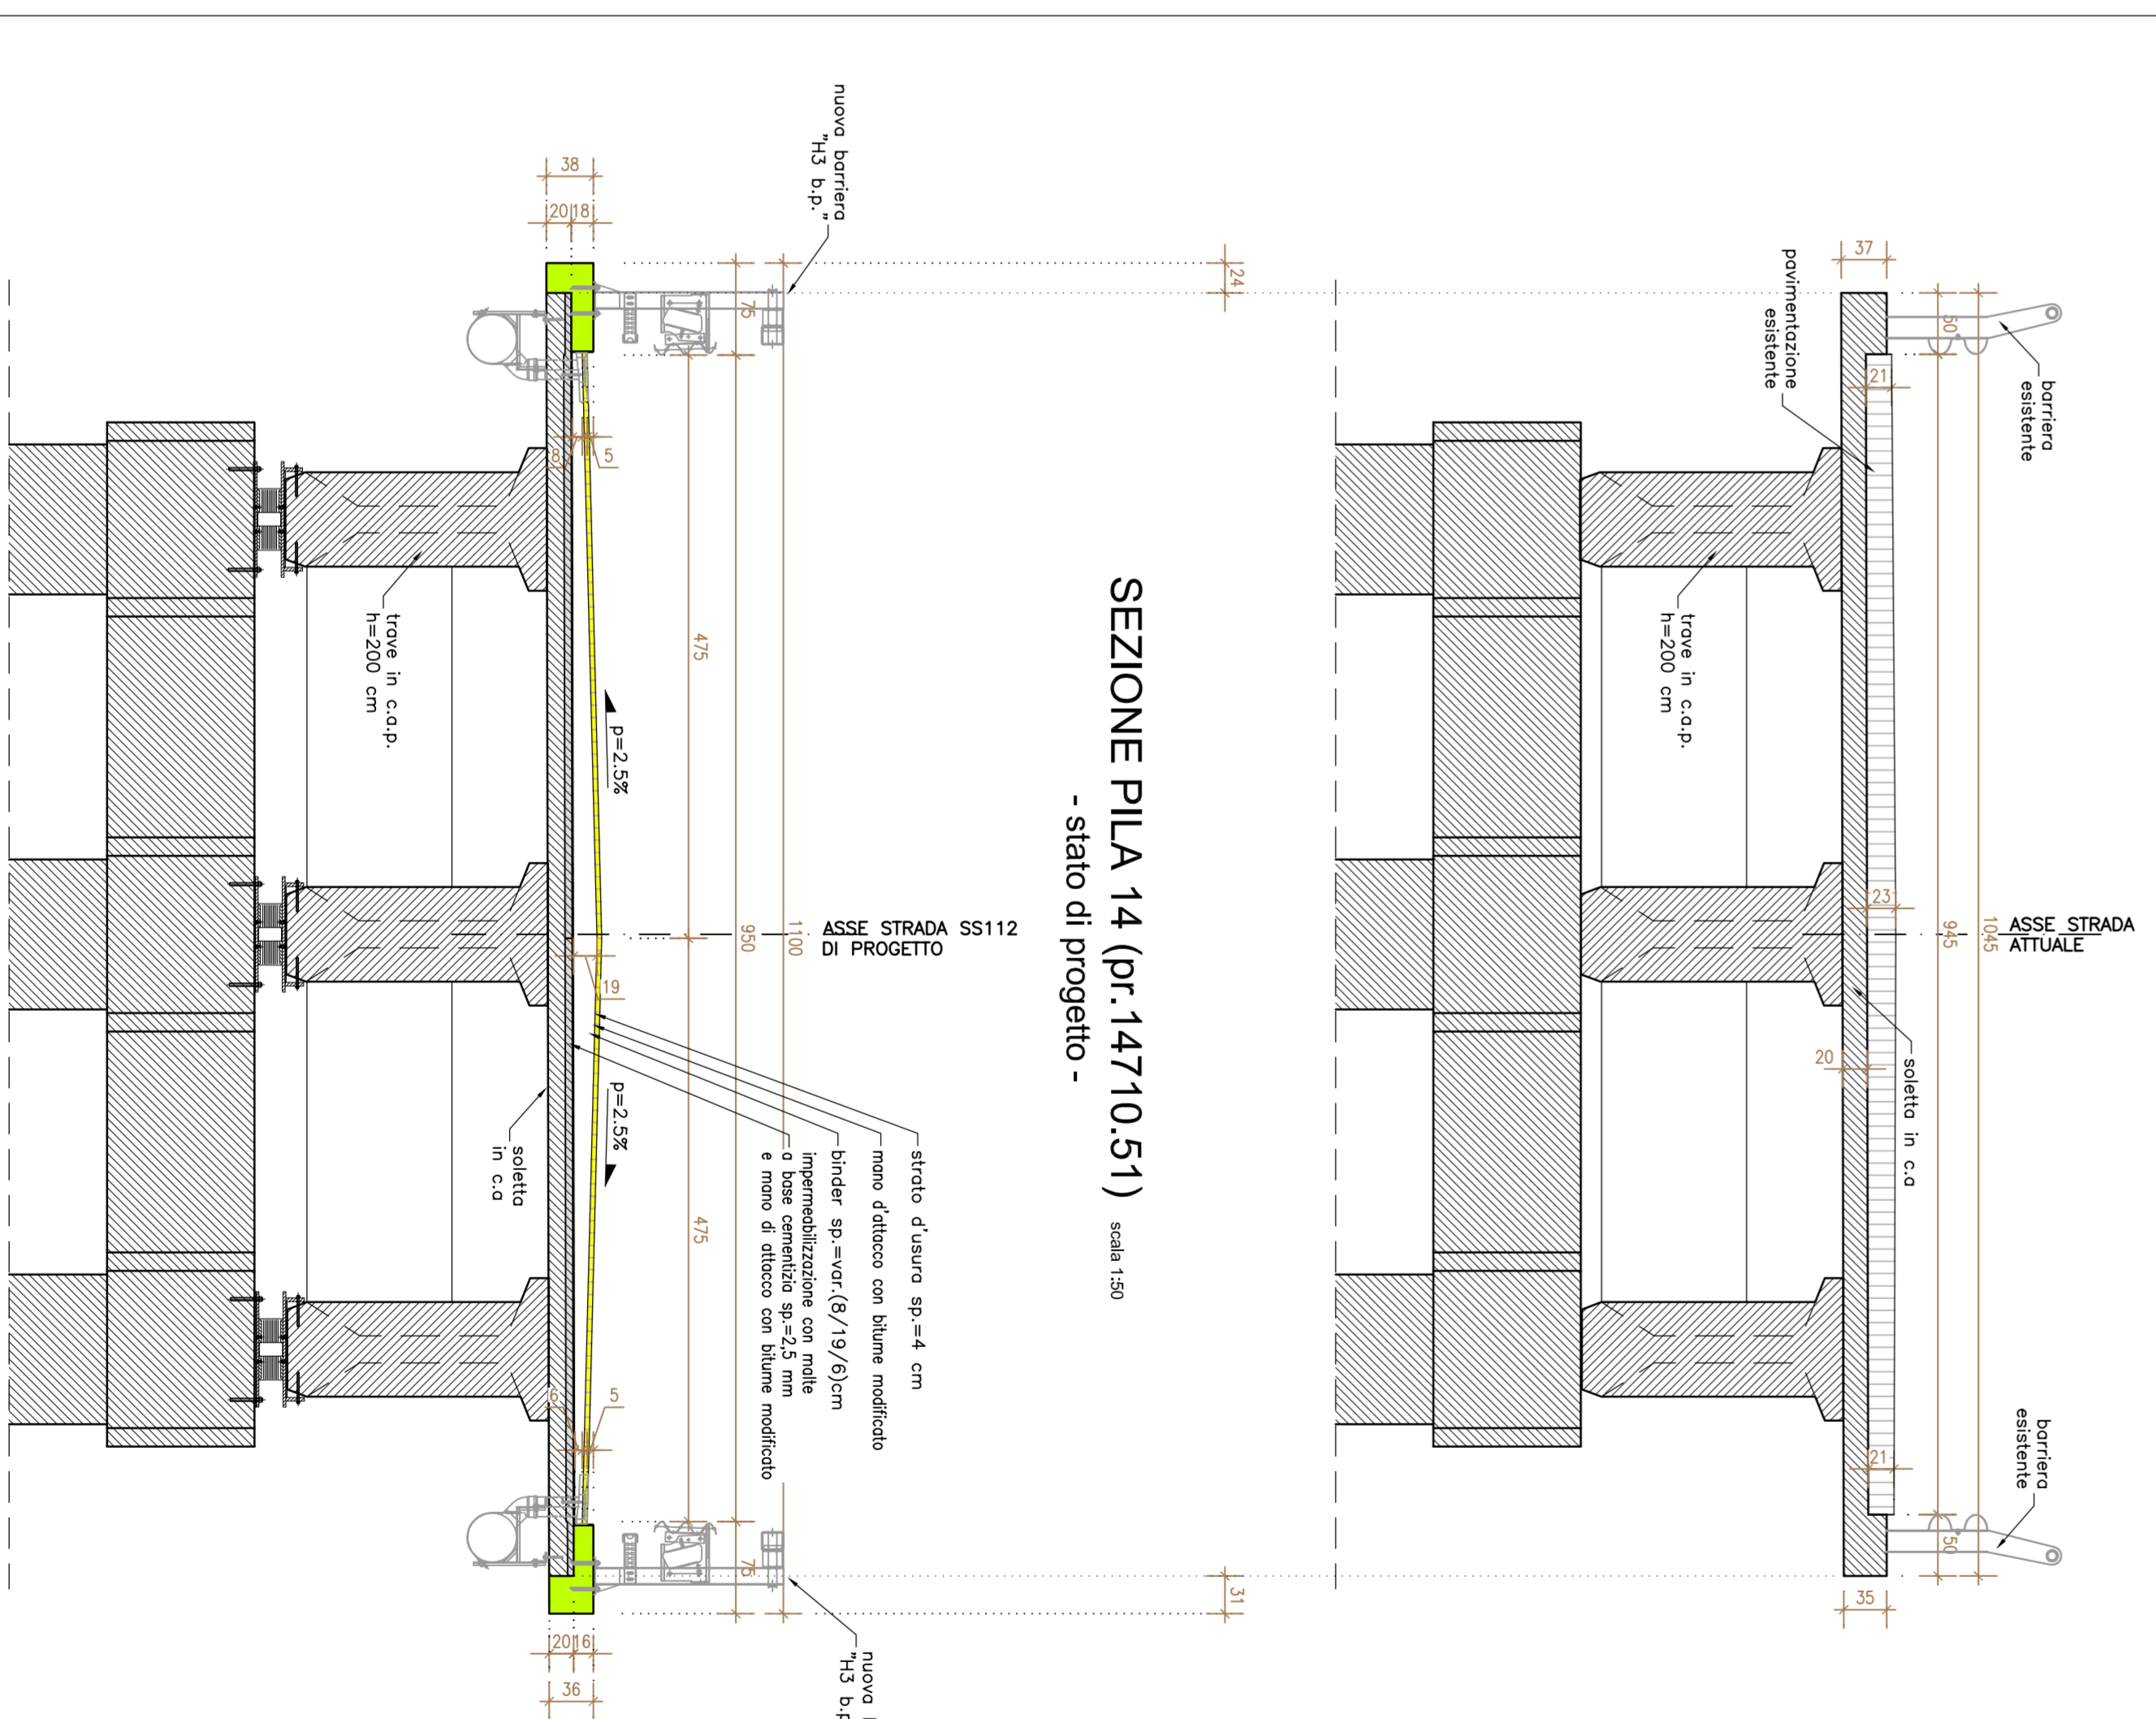 barriera
esistente
pavimentazione
esistente
37
50
21
trave in c.a.p.
h=200 cm
ASSE STRADA
ATTUALE
1045
945
23
20
soletta in c.a
barriera
esistente
21
50
35
SEZIONE PILA 14 (pr.14710.51) scala 1:50
- stato di progetto -
24
31
nuova barriera
"H3 b.p."
38
20
18
75
8
5
475
p=2.5%
trave in c.a.p.
h=200 cm
ASSE STRADA SS112
DI PROGETTO
1100
950
19
p=2.5%
475
strato d'usura sp.=4 cm
mano d'attacco con bitume modificato
binder sp.=var.(8/19/6)cm
impermeabilizzazione con malte
a base cementizia sp.=2,5 mm
e mano di attacco con bitume modificato
soletta
in c.a
6
5
75
20
16
36
nuova
"H3 b.p